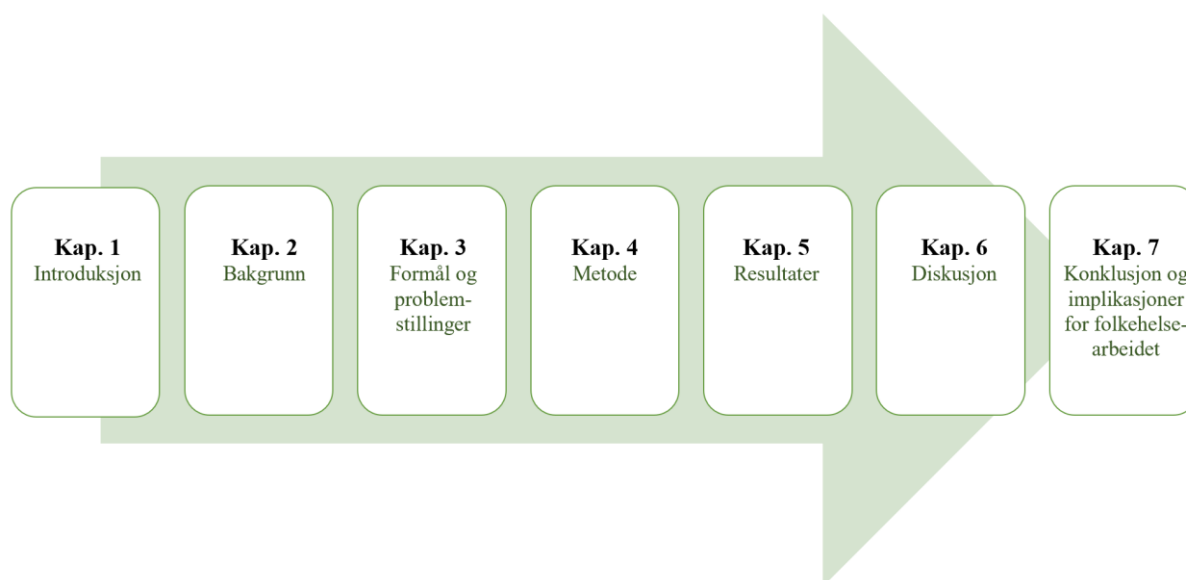 Kap. 1
Introduksjon
Kap. 2
Bakgrunn
Kap. 3
Formål og
problem-
stillinger
Kap. 4
Metode
Kap. 5
Resultater
Kap. 6
Diskusjon
Kap. 7
Konklusjon og
implikasjoner
for folkehelse-
arbeidet